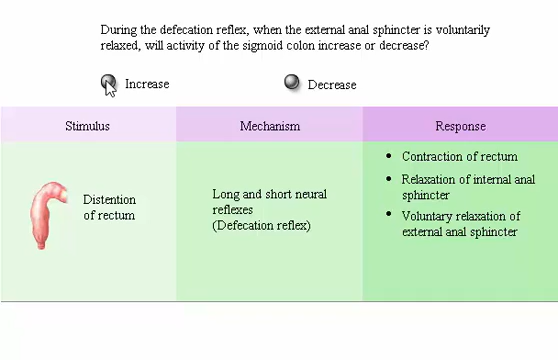 During the defecation reflex, when the external anal sphincter is voluntarily
relaxed, will activity of the sigmoid colon increase or decrease?
Increase
Decrease
Stimulus
Mechanism
Response
Distention
of rectum
Long and short neural
reflexes
(Defecation reflex)
• Contraction of rectum
• Relaxation of internal anal
sphincter
• Voluntary relaxation of
external anal sphincter